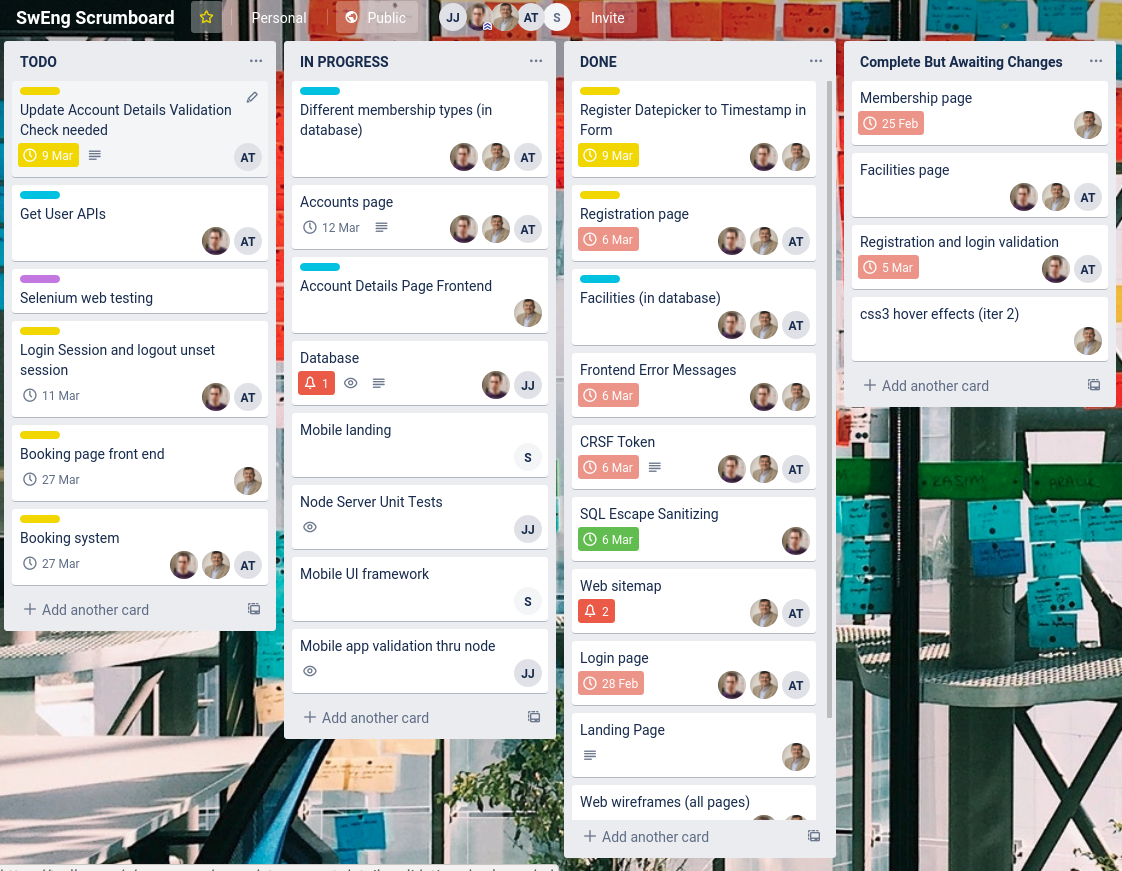 SwEng Scrumboard
Personal
Public
JJ
AT
S
Invite
TODO
Update Account Details Validation
Check needed
9 Mar
AT
Get User APIs
AT
Selenium web testing
Login Session and logout unset
session
11 Mar
AT
Booking page front end
27 Mar
Booking system
27 Mar
AT
Add another card
IN PROGRESS
Different membership types (in
database)
AT
Accounts page
12 Mar
AT
Account Details Page Frontend
Database
1
JJ
Mobile landing
S
Node Server Unit Tests
JJ
Mobile UI framework
S
Mobile app validation thru node
JJ
Add another card
DONE
Register Datepicker to Timestamp in
Form
9 Mar
Registration page
6 Mar
AT
Facilities (in database)
AT
Frontend Error Messages
6 Mar
CRSF Token
6 Mar
AT
SQL Escape Sanitizing
6 Mar
Web sitemap
2
AT
Login page
28 Feb
AT
Landing Page
Web wireframes (all pages)
Add another card
Complete But Awaiting Changes
Membership page
25 Feb
Facilities page
AT
Registration and login validation
5 Mar
AT
css3 hover effects (iter 2)
Add another card
KASIM